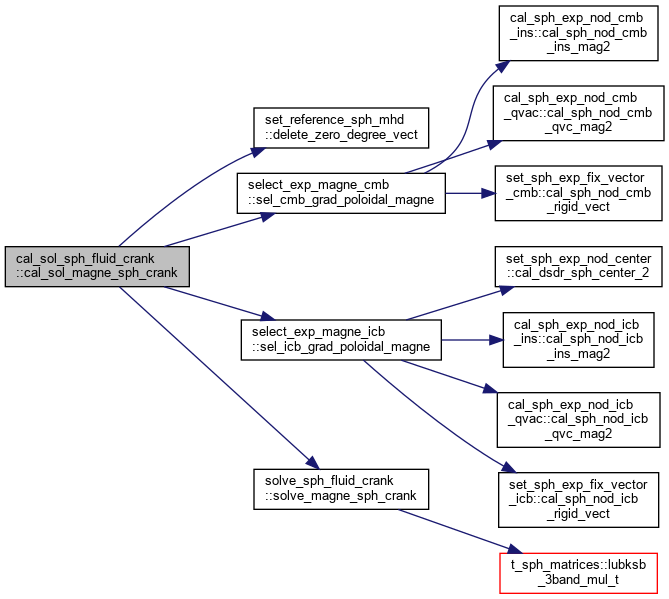 cal_sol_sph_fluid_crank
::cal_sol_magne_sph_crank
set_reference_sph_mhd
::delete_zero_degree_vect
select_exp_magne_cmb
::sel_cmb_grad_poloidal_magne
cal_sph_exp_nod_cmb
_ins::cal_sph_nod_cmb
_ins_mag2
cal_sph_exp_nod_cmb
_qvac::cal_sph_nod_cmb
_qvc_mag2
set_sph_exp_fix_vector
_cmb::cal_sph_nod_cmb
_rigid_vect
select_exp_magne_icb
::sel_icb_grad_poloidal_magne
set_sph_exp_nod_center
::cal_dsdr_sph_center_2
cal_sph_exp_nod_icb
_ins::cal_sph_nod_icb
_ins_mag2
cal_sph_exp_nod_icb
_qvac::cal_sph_nod_icb
_qvc_mag2
set_sph_exp_fix_vector
_icb::cal_sph_nod_icb
_rigid_vect
solve_sph_fluid_crank
::solve_magne_sph_crank
t_sph_matrices::lubksb
_3band_mul_t